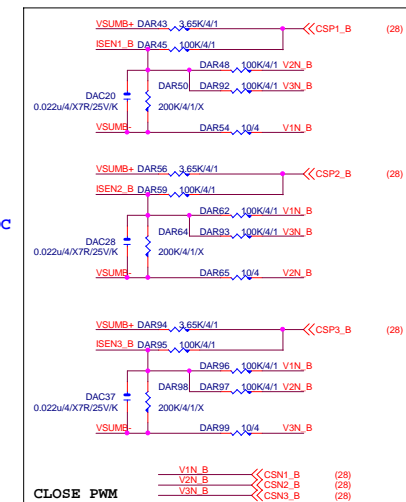 VSUMB+ DAR43 3.65K/4/1 CSP1_B (28)
ISEN1_B DAR45 100K/4/1
DAR48 100K/4/1 V2N_B
DAC20 DAR50 DAR92 100K/4/1 V3N_B
0.022u/4/X7R/25V/K 200K/4/1/X
VSUMB- DAR54 10/4 V1N_B
VSUMB+ DAR56 3.65K/4/1 CSP2_B (28)
ISEN2_B DAR59 100K/4/1
DAR62 100K/4/1 V1N_B
DAC28 DAR64 DAR93 100K/4/1 V3N_B
0.022u/4/X7R/25V/K 200K/4/1/X
VSUMB- DAR65 10/4 V2N_B
VSUMB+ DAR94 3.65K/4/1 CSP3_B (28)
ISEN3_B DAR95 100K/4/1
DAR96 100K/4/1 V1N_B
DAC37 DAR98 DAR97 100K/4/1 V2N_B
0.022u/4/X7R/25V/K 200K/4/1/X
VSUMB- DAR99 10/4 V3N_B
V1N_B CSN1_B (28)
V2N_B CSN2_B (28)
CLOSE PWM V3N_B CSN3_B (28)